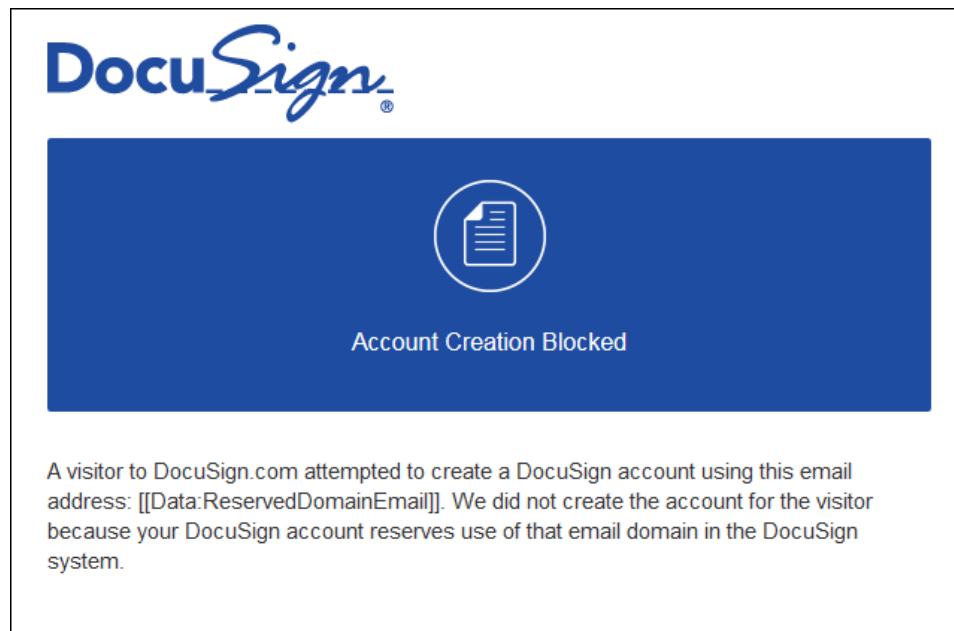 DocuSign®
Account Creation Blocked
A visitor to DocuSign.com attempted to create a DocuSign account using this email
address: [[Data:ReservedDomainEmail]]. We did not create the account for the visitor
because your DocuSign account reserves use of that email domain in the DocuSign
system.